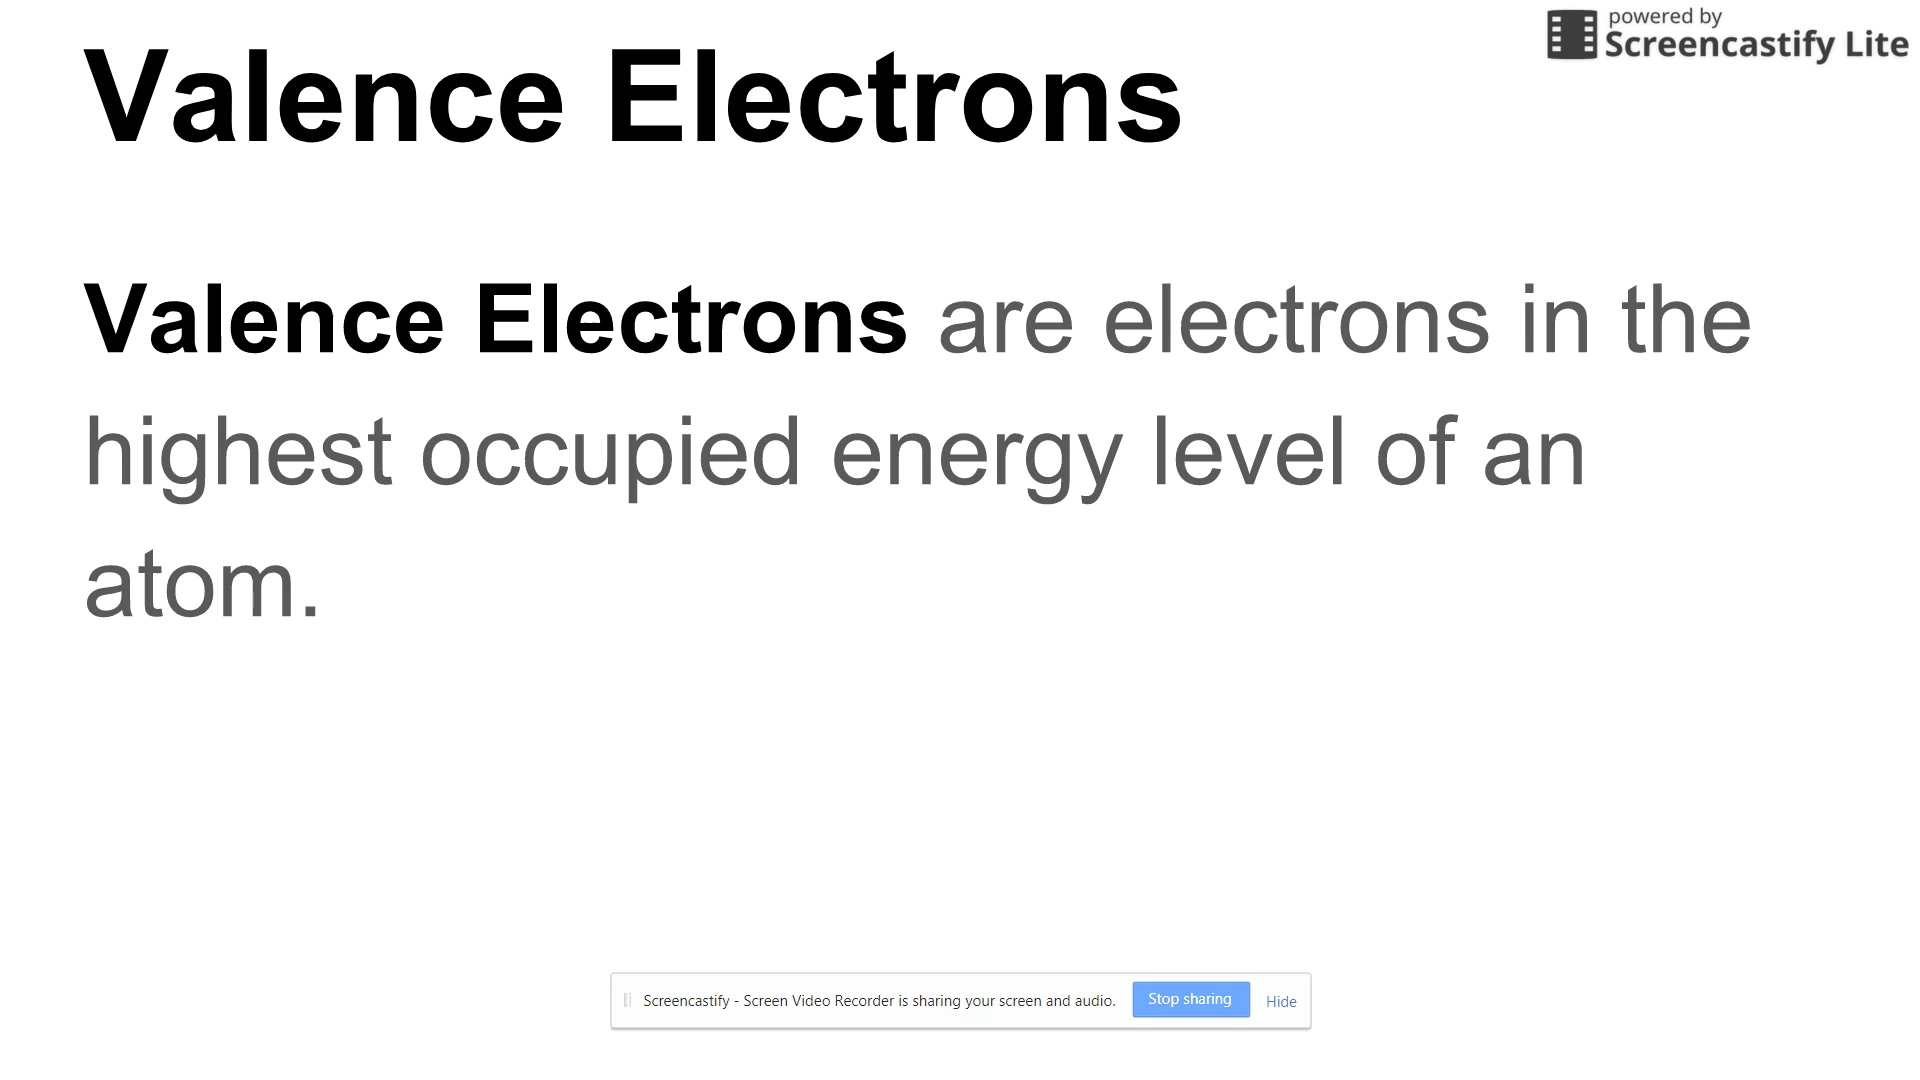 powered by
Screencastify Lite
Valence Electrons
Valence Electrons are electrons in the
highest occupied energy level of an
atom.
Screencastify - Screen Video Recorder is sharing your screen and audio. Stop sharing Hide